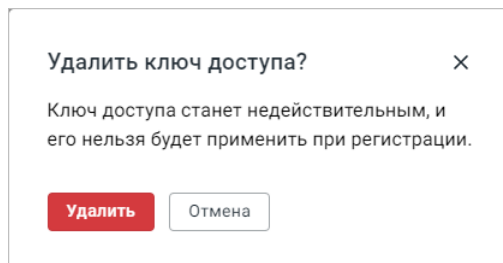 Удалить ключ доступа?
Ключ доступа станет недействительным, и
его нельзя будет применить при регистрации.
Удалить Отмена